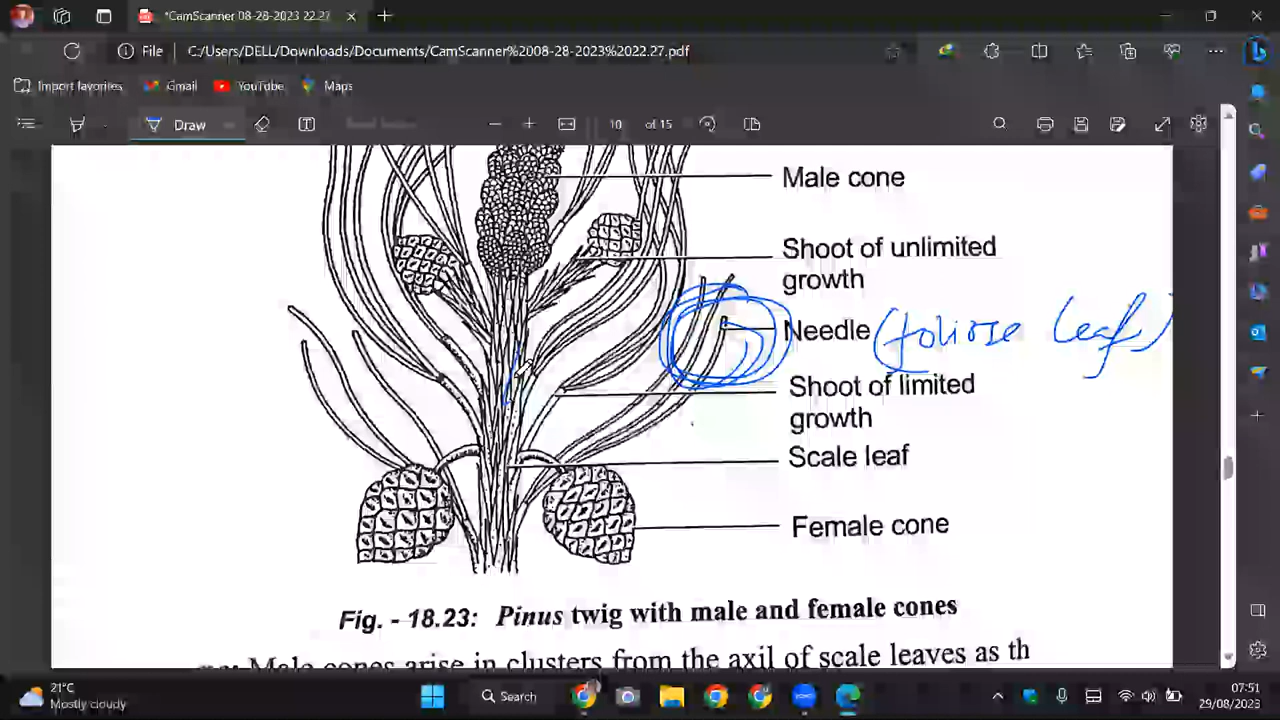 *CamScanner 08-28-2023 22.27
File
C:/Users/DELL/Downloads/Documents/CamScanner%2008-28-2023%2022.27.pdf
Import favorites
Gmail
YouTube
Maps
Draw
10 of 15
Male cone
Shoot of unlimited
growth
Needle (foliose leaf)
Shoot of limited
growth
Scale leaf
Female cone
Fig. - 18.23: Pinus twig with male and female cones
Male cones arise in clusters from the axil of scale leaves as th
21°C
Mostly cloudy
Search
07:51
29/08/2023